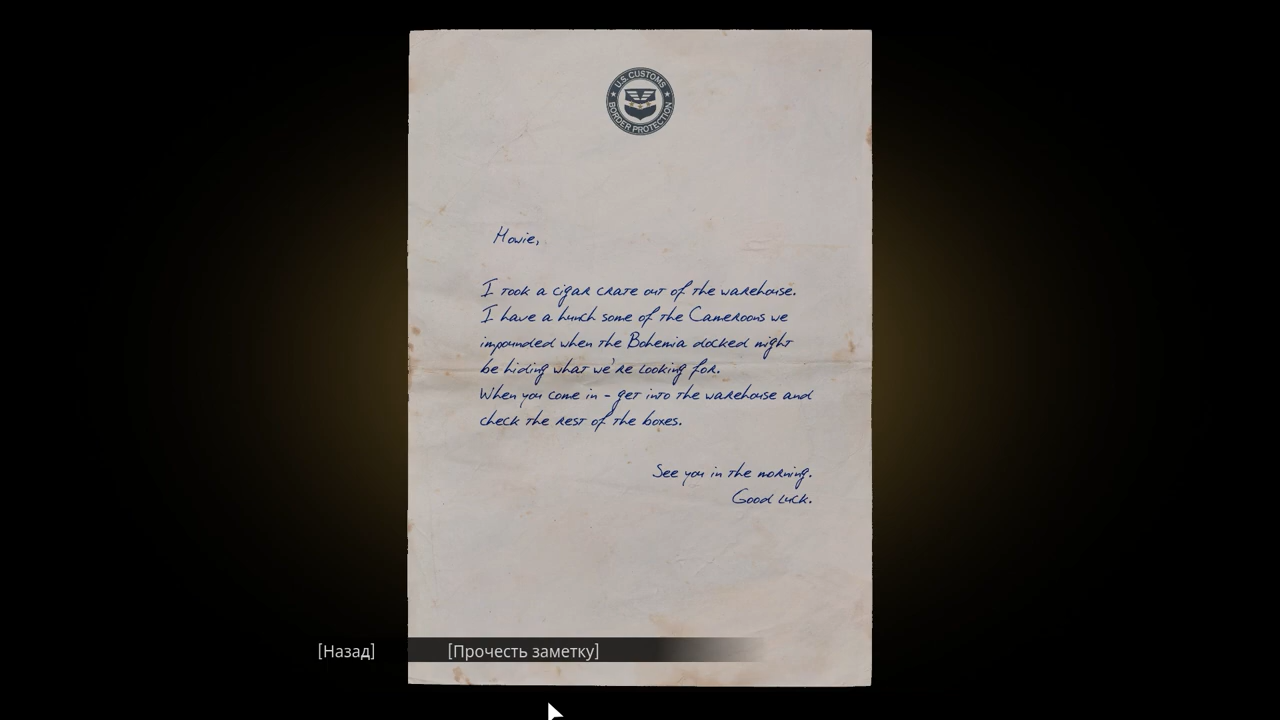 U.S. CUSTOMS
BORDER PROTECTION
Howie,
I took a cigar crate out of the warehouse.
I have a hunch some of the Cameroons we
impounded when the Bohemia docked might
be hiding what we're looking for.
When you come in - get into the warehouse and
check the rest of the boxes.
See you in the morning.
Good luck.
[Назад] [Прочесть заметку]